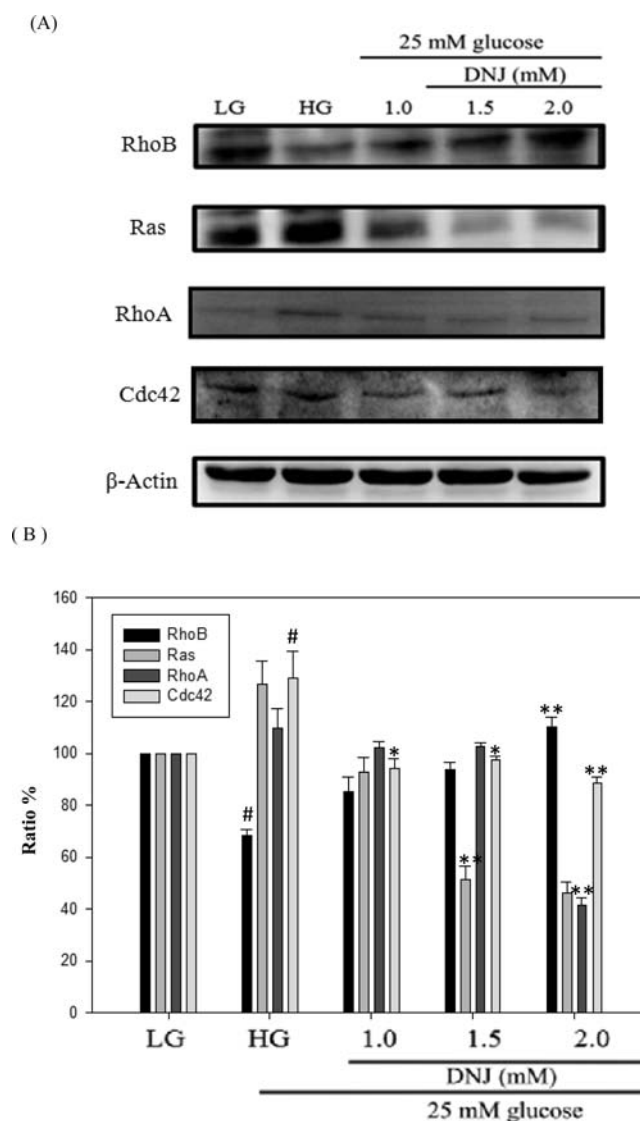 (A)
25 mM glucose
DNJ (mM)
LG HG 1.0 1.5 2.0
RhoB
Ras
RhoA
Cdc42
β-Actin
( B )
160
140
120
100
80
60
40
20
0
Ratio %
RhoB
Ras
RhoA
Cdc42
#
#
*
**
*
**
**
**
LG HG 1.0 1.5 2.0
DNJ (mM)
25 mM glucose